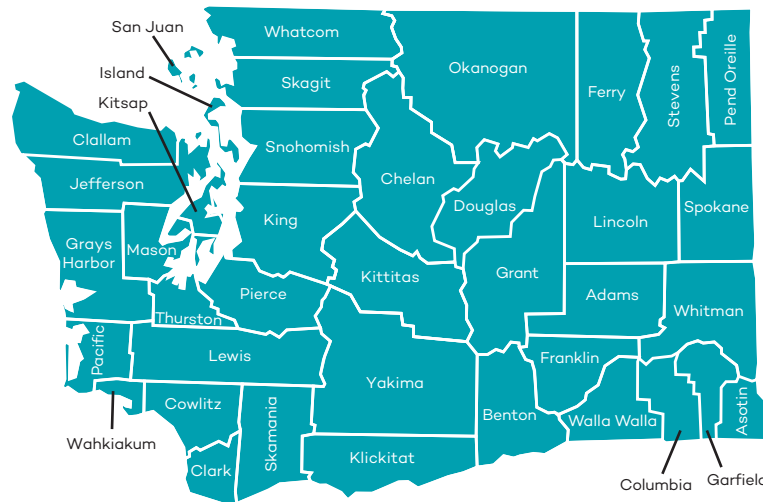 San Juan
Whatcom
Island
Skagit
Okanogan
Kitsap
Ferry
Stevens
Pend Oreille
Clallam
Snohomish
Chelan
Jefferson
Douglas
Spokane
King
Lincoln
Grays
Harbor
Mason
Kittitas
Grant
Pierce
Adams
Whitman
Thurston
Pacific
Lewis
Franklin
Yakima
Cowlitz
Skamania
Benton
Walla Walla
Asotin
Wahkiakum
Klickitat
Clark
Columbia
Garfield